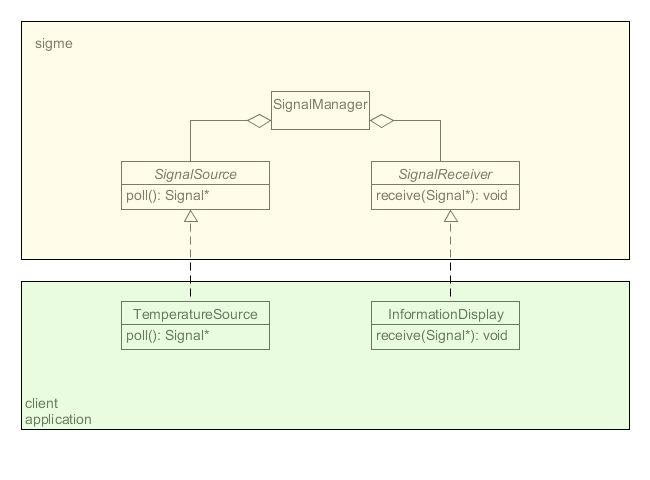 sigme
SignalManager
SignalSource
SignalReceiver
poll(): Signal*
receive(Signal*): void
TemperatureSource
InformationDisplay
poll(): Signal*
receive(Signal*): void
client
application